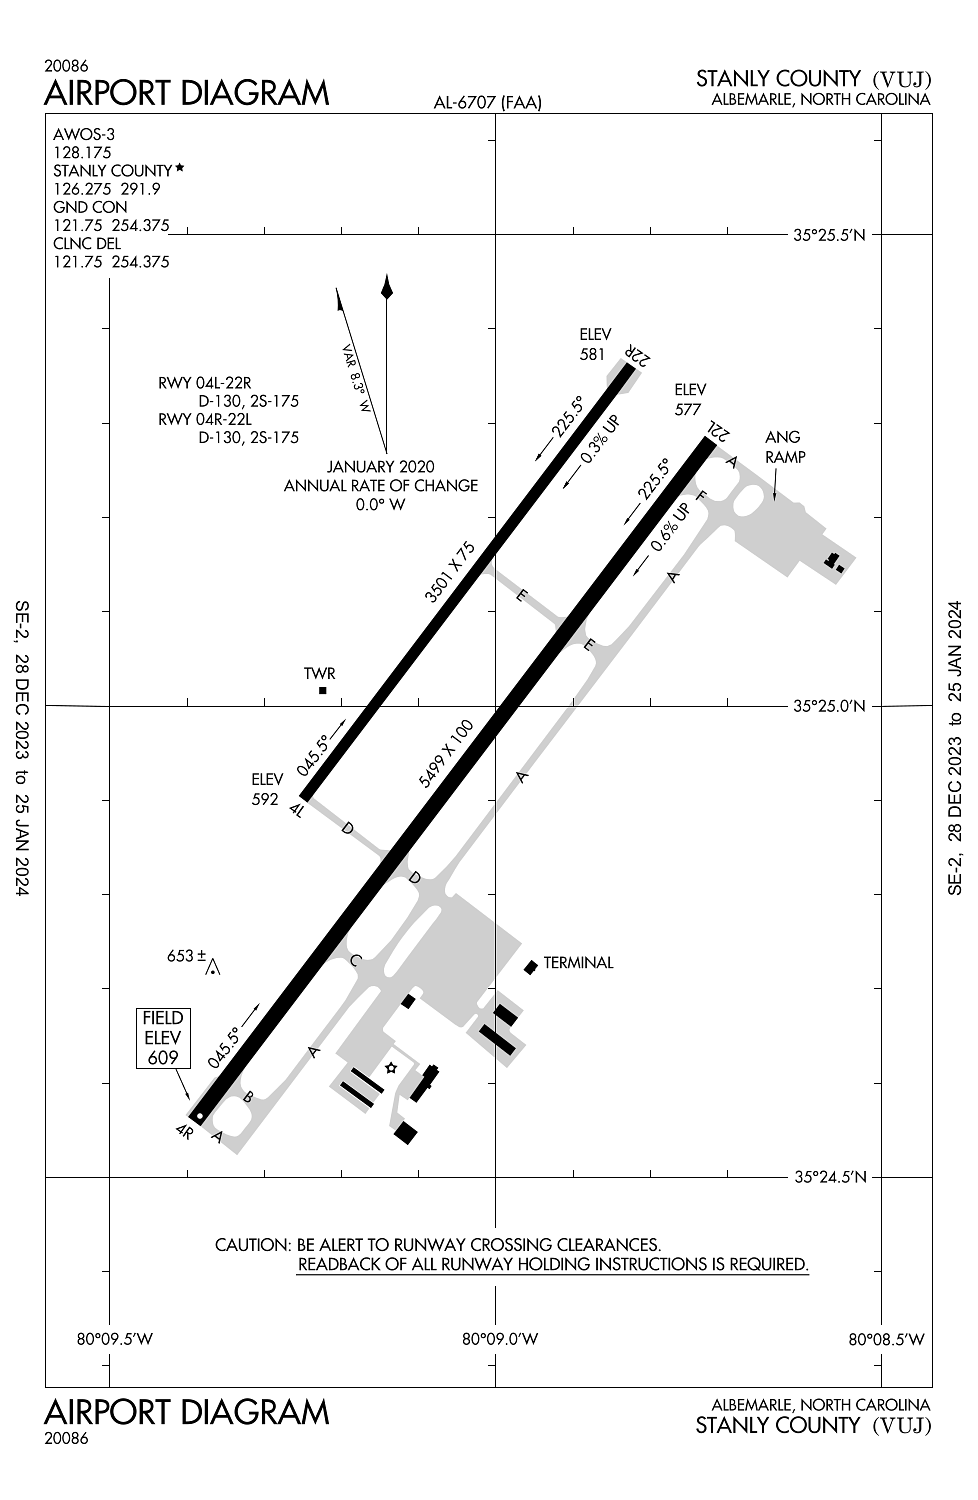 20086
AIRPORT DIAGRAM
AL-6707 (FAA)
STANLY COUNTY (VUJ)
ALBEMARLE, NORTH CAROLINA
AWOS-3
128.175
STANLY COUNTY★
126.275 291.9
GND CON
121.75 254.375
CLNC DEL
121.75 254.375
35°25.5'N
VAR 8.3° W
JANUARY 2020
ANNUAL RATE OF CHANGE
0.0° W
RWY 04L-22R
D-130, 2S-175
RWY 04R-22L
D-130, 2S-175
ELEV
581
22R
ELEV
577
22L
225.5°
0.3% UP
225.5°
0.6% UP
A
F
ANG
RAMP
A
3501 X 75
E
E
TWR
35°25.0'N
045.5°
ELEV
592
4L
5499 X 100
A
D
D
653±
C
TERMINAL
FIELD
ELEV
609
045.5°
A
B
4R
A
35°24.5'N
CAUTION: BE ALERT TO RUNWAY CROSSING CLEARANCES.
READBACK OF ALL RUNWAY HOLDING INSTRUCTIONS IS REQUIRED.
80°09.5'W
80°09.0'W
80°08.5'W
SE-2, 28 DEC 2023 to 25 JAN 2024
SE-2, 28 DEC 2023 to 25 JAN 2024
AIRPORT DIAGRAM
20086
ALBEMARLE, NORTH CAROLINA
STANLY COUNTY (VUJ)